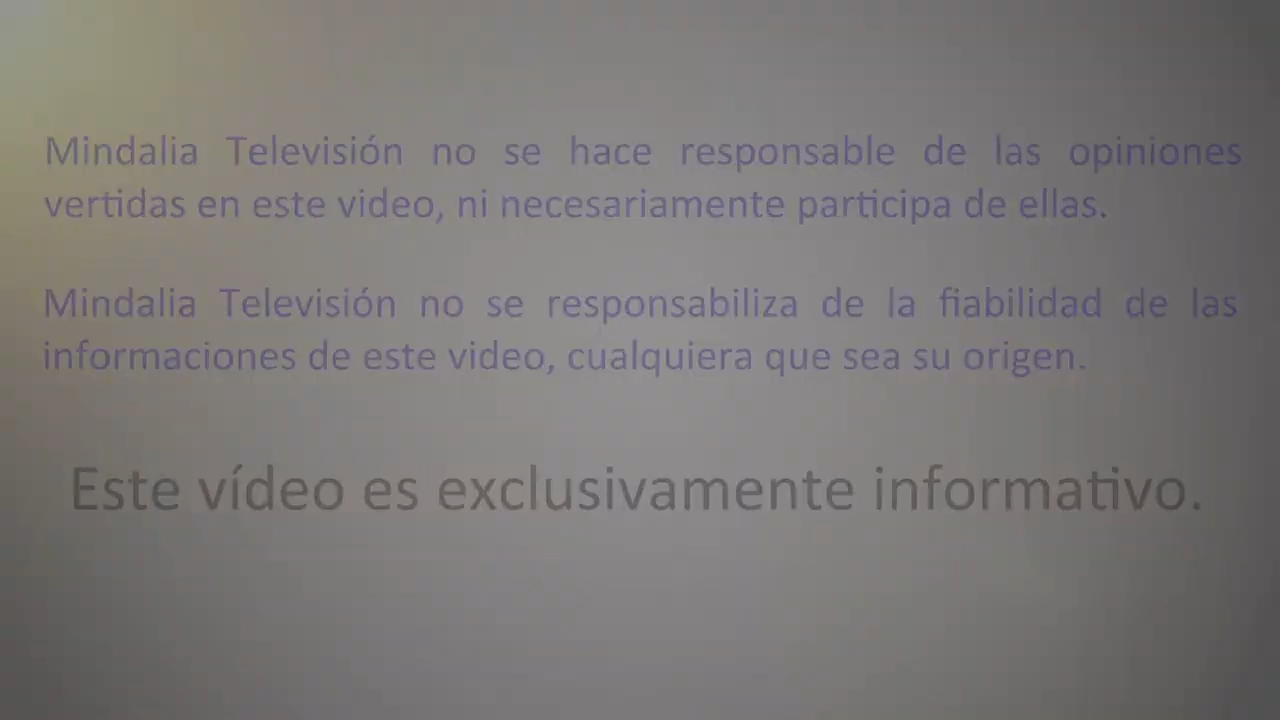 Mindalia Televisión no se hace responsable de las opiniones
vertidas en este video, ni necesariamente participa de ellas.
Mindalia Televisión no se responsabiliza de la fiabilidad de las
informaciones de este video, cualquiera que sea su origen.
Este vídeo es exclusivamente informativo.